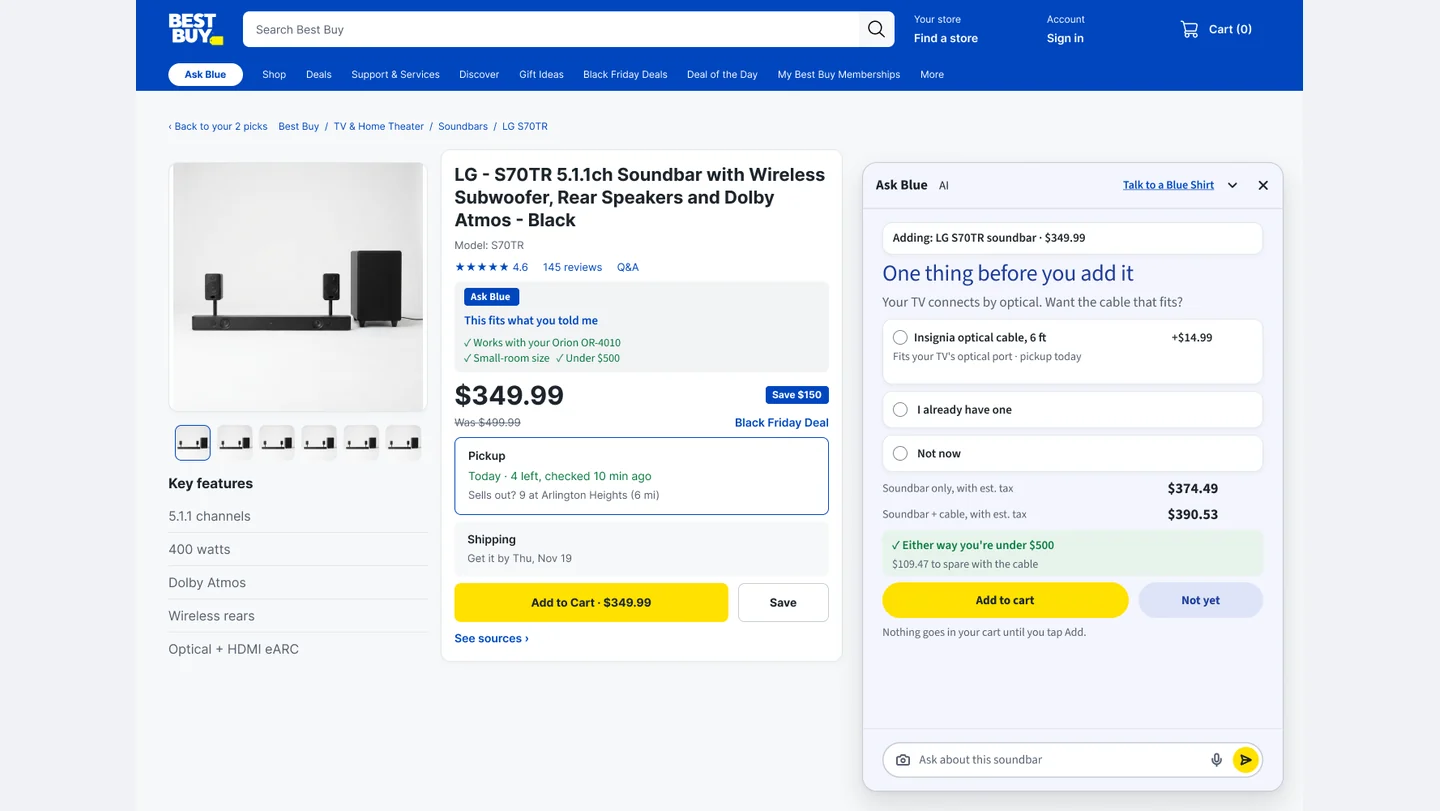 BEST BUY
Search Best Buy
Your store
Find a store
Account
Sign in
Cart (0)
Ask Blue
Shop
Deals
Support & Services
Discover
Gift Ideas
Black Friday Deals
Deal of the Day
My Best Buy Memberships
More
‹ Back to your 2 picks
Best Buy / TV & Home Theater / Soundbars / LG S70TR
LG - S70TR 5.1.1ch Soundbar with Wireless
Subwoofer, Rear Speakers and Dolby
Atmos - Black
Model: S70TR
★★★★★ 4.6
145 reviews
Q&A
Ask Blue
This fits what you told me
✓ Works with your Orion OR-4010
✓ Small-room size ✓ Under $500
$349.99
Save $150
Was $499.99
Black Friday Deal
Pickup
Today · 4 left, checked 10 min ago
Sells out? 9 at Arlington Heights (6 mi)
Shipping
Get it by Thu, Nov 19
Add to Cart · $349.99
Save
See sources ›
Key features
5.1.1 channels
400 watts
Dolby Atmos
Wireless rears
Optical + HDMI eARC
Ask Blue AI
Talk to a Blue Shirt
Adding: LG S70TR soundbar · $349.99
One thing before you add it
Your TV connects by optical. Want the cable that fits?
Insignia optical cable, 6 ft
+$14.99
Fits your TV's optical port · pickup today
I already have one
Not now
Soundbar only, with est. tax
$374.49
Soundbar + cable, with est. tax
$390.53
✓ Either way you're under $500
$109.47 to spare with the cable
Add to cart
Not yet
Nothing goes in your cart until you tap Add.
Ask about this soundbar